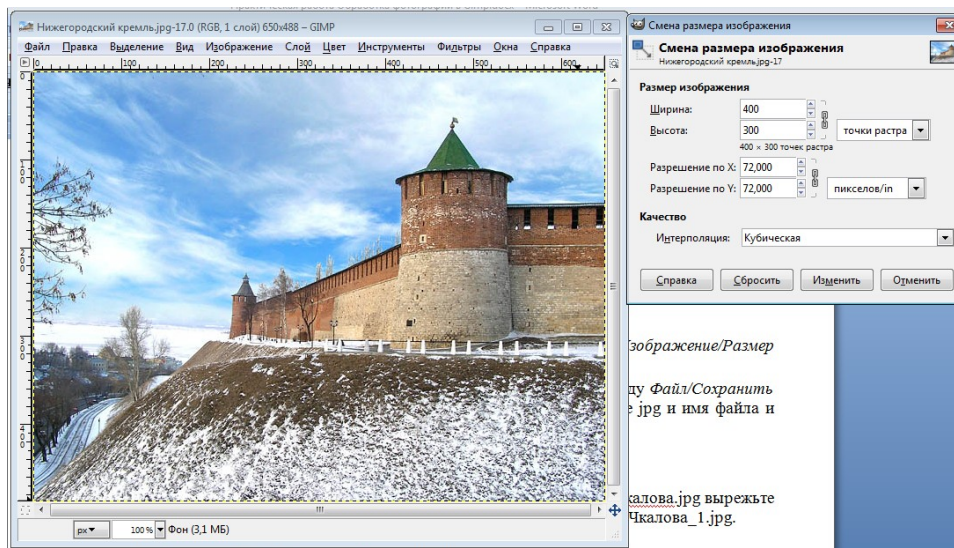 Нижегородский кремль.jpg-17.0 (RGB, 1 слой) 650x488 – GIMP
Файл Правка Выделение Вид Изображение Слой Цвет Инструменты Фильтры Окна Справка
0 100 200 300 400 500 600
0
100
200
300
400
px 100 % Фон (3,1 МБ)
Смена размера изображения
Смена размера изображения
Нижегородский кремль.jpg-17
Размер изображения
Ширина: 400
Высота: 300 точки растра
400 × 300 точек растра
Разрешение по X: 72,000
Разрешение по Y: 72,000 пикселов/in
Качество
Интерполяция: Кубическая
Справка Сбросить Изменить Отменить
зображение/Размер
ду Файл/Сохранить
е jpg и имя файла и
калова.jpg вырежьте
Чкалова_1.jpg.